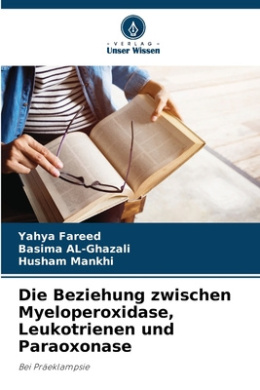 VERLAG
Unser Wissen
Yahya Fareed
Basima AL-Ghazali
Husham Mankhi
Die Beziehung zwischen
Myeloperoxidase,
Leukotrienen und
Paraoxonase
Bei Präeklampsie